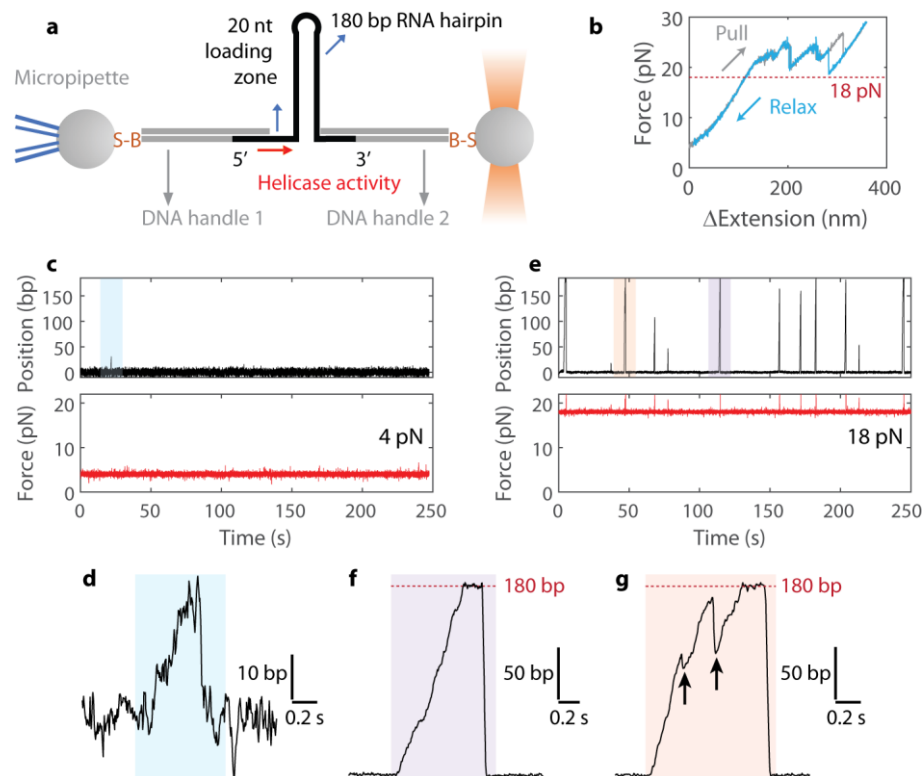 a
20 nt
loading
zone
180 bp RNA hairpin
Micropipette
S-B
B-S
5′
3′
Helicase activity
DNA handle 1
DNA handle 2
b
30
20
10
0
Force (pN)
Pull
18 pN
Relax
0
200
400
ΔExtension (nm)
c
150
100
50
0
Position (bp)
20
10
0
Force (pN)
4 pN
0
50
100
150
200
250
Time (s)
e
150
100
50
0
Position (bp)
20
10
0
Force (pN)
18 pN
0
50
100
150
200
250
Time (s)
d
10 bp
0.2 s
f
180 bp
50 bp
0.2 s
g
180 bp
50 bp
0.2 s